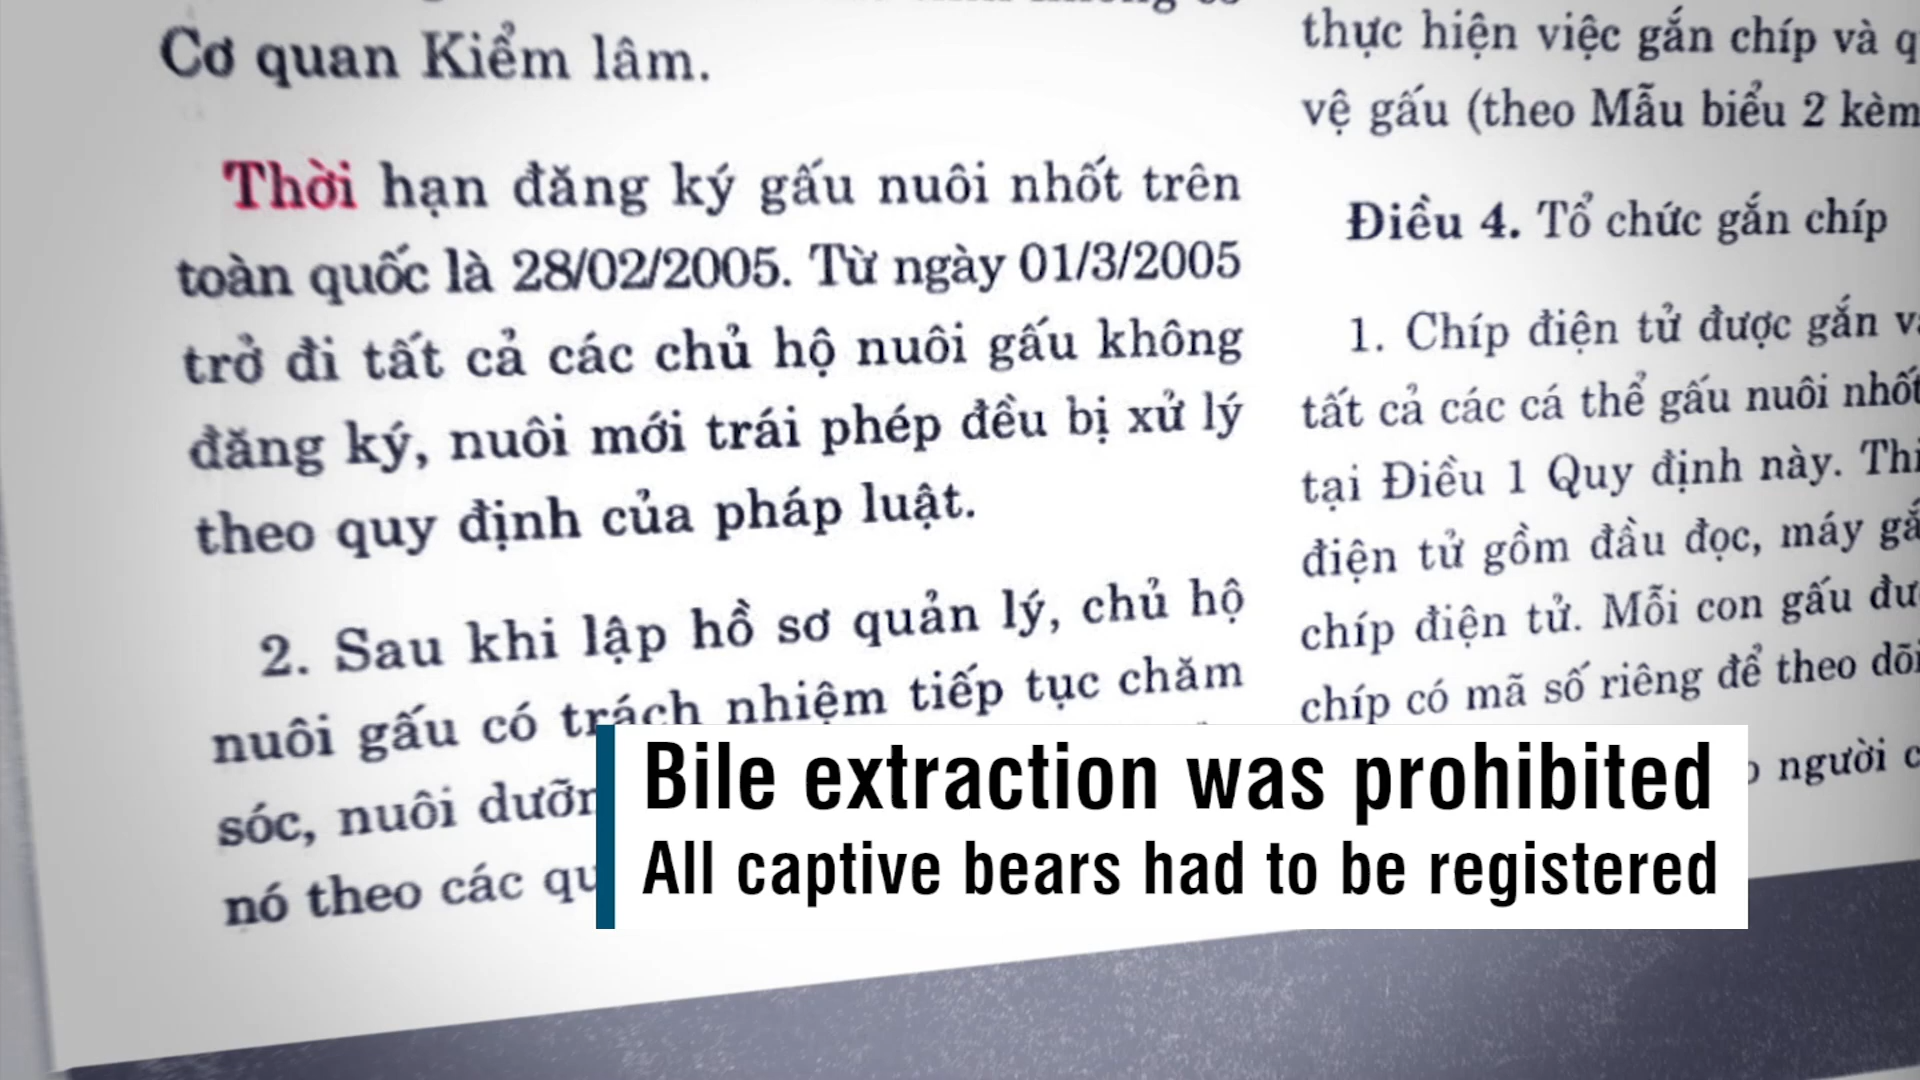 Cơ quan Kiểm lâm.
Thời hạn đăng ký gấu nuôi nhốt trên
toàn quốc là 28/02/2005. Từ ngày 01/3/2005
trở đi tất cả các chủ hộ nuôi gấu không
đăng ký, nuôi mới trái phép đều bị xử lý
theo quy định của pháp luật.
2. Sau khi lập hồ sơ quản lý, chủ hộ
nuôi gấu có trách nhiệm tiếp tục chăm
sóc, nuôi
nó theo các
thực hiện việc gắn chíp và
vệ gấu (theo Mẫu biểu 2 kèm
Điều 4. Tổ chức gắn chíp
1. Chíp điện tử được gắn
tất cả các cá thể gấu nuôi nhốt
tại Điều 1 Quy định này.
điện tử gồm đầu đọc, máy
chíp điện tử. Mỗi con gấu
chíp có mã số riêng để theo dõi
người
Bile extraction was prohibited
All captive bears had to be registered